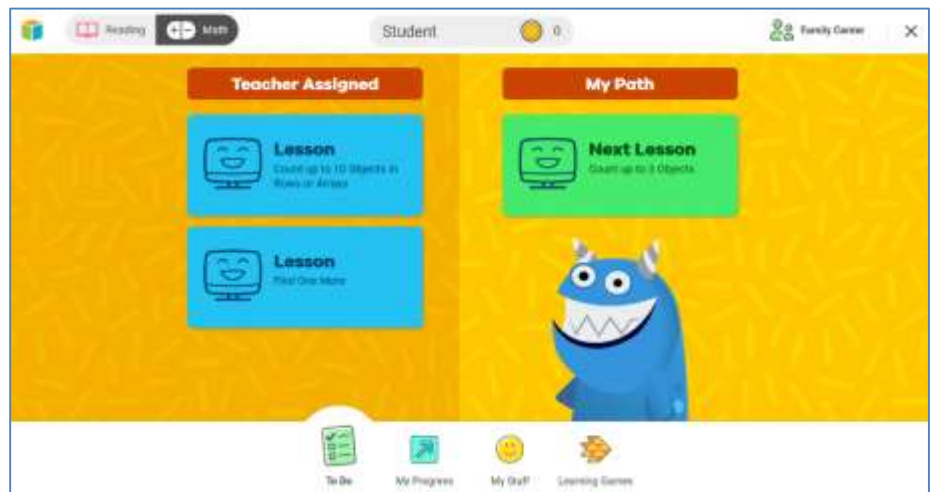 Reading
Math
Student
0
Family Center
Teacher Assigned
My Path
Lesson
Count up to 10 Objects in
Rows or Arrays
Next Lesson
Count up to 3 Objects
Lesson
Find One More
To Do
My Progress
My Stuff
Learning Games